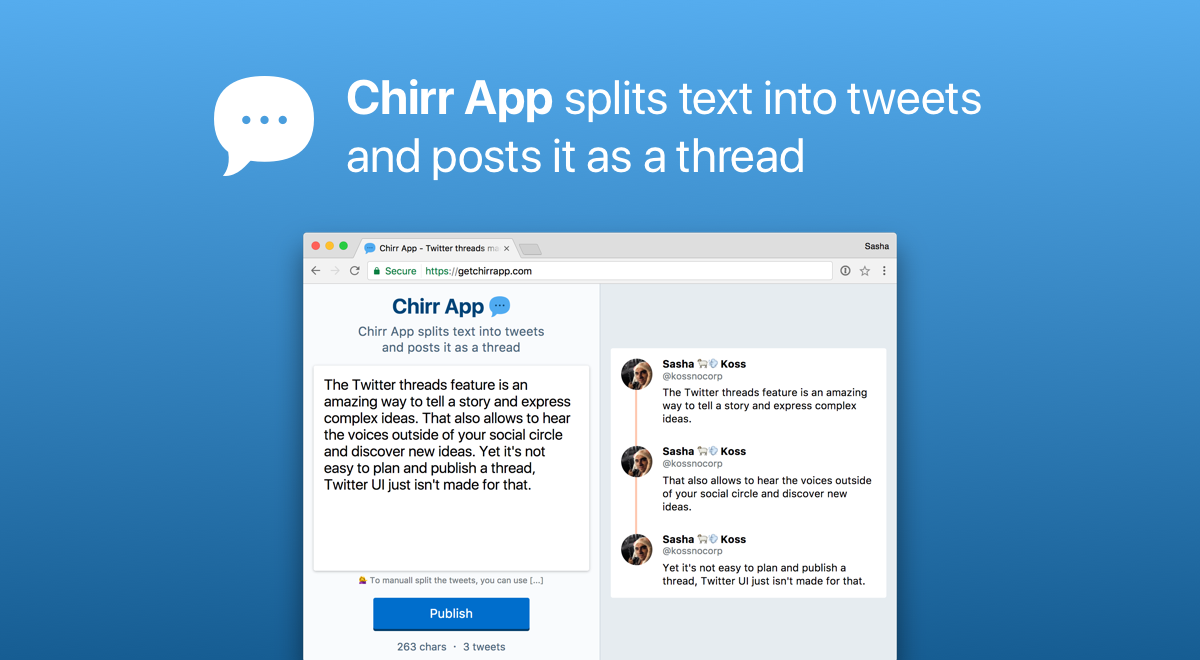 Chirr App splits text into tweets
and posts it as a thread
Chirr App - Twitter threads ma
Sasha
Secure https://getchirrapp.com
Chirr App
Chirr App splits text into tweets
and posts it as a thread
The Twitter threads feature is an
amazing way to tell a story and express
complex ideas. That also allows to hear
the voices outside of your social circle
and discover new ideas. Yet it's not
easy to plan and publish a thread,
Twitter UI just isn't made for that.
To manuall split the tweets, you can use [...]
Publish
263 chars · 3 tweets
Sasha 🐑💨 Koss
@kossnocorp
The Twitter threads feature is an amazing
way to tell a story and express complex
ideas.
Sasha 🐑💨 Koss
@kossnocorp
That also allows to hear the voices outside
of your social circle and discover new
ideas.
Sasha 🐑💨 Koss
@kossnocorp
Yet it's not easy to plan and publish a
thread, Twitter UI just isn't made for that.